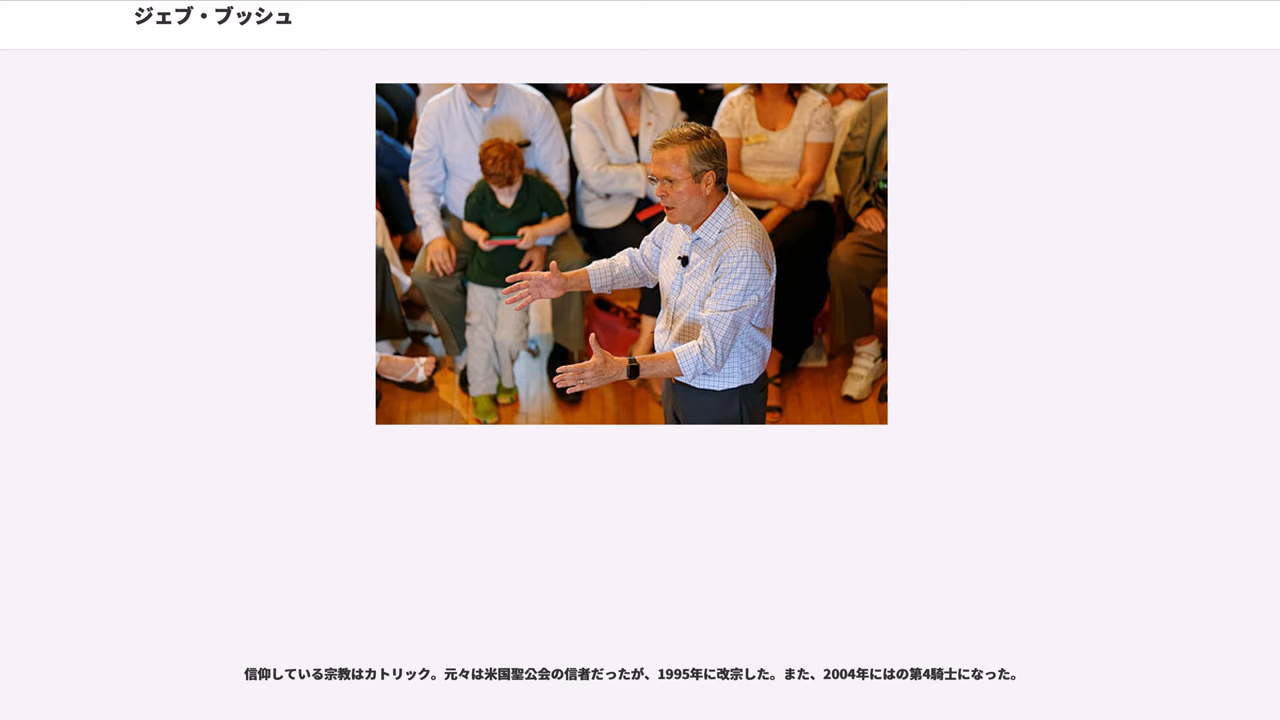 ジェブ・ブッシュ
信仰している宗教はカトリック。元々は米国聖公会の信者だったが、1995年に改宗した。また、2004年にはの第4騎士になった。